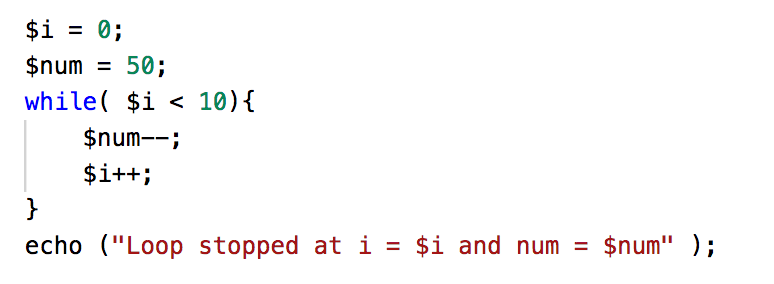 $i = 0;
$num = 50;
while( $i < 10){
    $num--;
    $i++;
}
echo ("Loop stopped at i = $i and num = $num" );